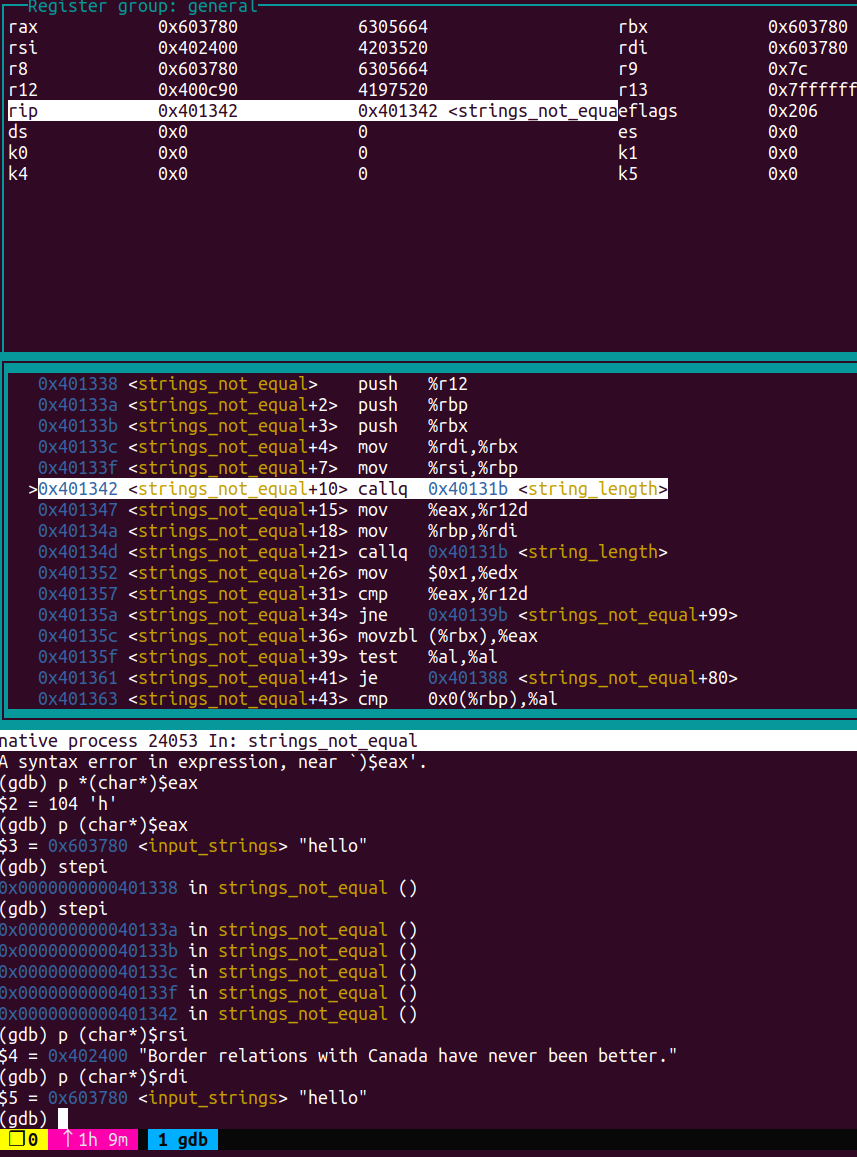 Register group: general
rax 0x603780 6305664 rbx 0x603780
rsi 0x402400 4203520 rdi 0x603780
r8 0x603780 6305664 r9 0x7c
r12 0x400c90 4197520 r13 0x7ffffff
rip 0x401342 0x401342 <strings_not_equa eflags 0x206
ds 0x0 0 es 0x0
k0 0x0 0 k1 0x0
k4 0x0 0 k5 0x0
0x401338 <strings_not_equal> push %r12
0x40133a <strings_not_equal+2> push %rbp
0x40133b <strings_not_equal+3> push %rbx
0x40133c <strings_not_equal+4> mov %rdi,%rbx
0x40133f <strings_not_equal+7> mov %rsi,%rbp
>0x401342 <strings_not_equal+10> callq 0x40131b <string_length>
0x401347 <strings_not_equal+15> mov %eax,%r12d
0x40134a <strings_not_equal+18> mov %rbp,%rdi
0x40134d <strings_not_equal+21> callq 0x40131b <string_length>
0x401352 <strings_not_equal+26> mov $0x1,%edx
0x401357 <strings_not_equal+31> cmp %eax,%r12d
0x40135a <strings_not_equal+34> jne 0x40139b <strings_not_equal+99>
0x40135c <strings_not_equal+36> movzbl (%rbx),%eax
0x40135f <strings_not_equal+39> test %al,%al
0x401361 <strings_not_equal+41> je 0x401388 <strings_not_equal+80>
0x401363 <strings_not_equal+43> cmp 0x0(%rbp),%al
native process 24053 In: strings_not_equal
A syntax error in expression, near `)$eax'.
(gdb) p *(char*)$eax
$2 = 104 'h'
(gdb) p (char*)$eax
$3 = 0x603780 <input_strings> "hello"
(gdb) stepi
0x0000000000401338 in strings_not_equal ()
(gdb) stepi
0x000000000040133a in strings_not_equal ()
0x000000000040133b in strings_not_equal ()
0x000000000040133c in strings_not_equal ()
0x000000000040133f in strings_not_equal ()
0x0000000000401342 in strings_not_equal ()
(gdb) p (char*)$rsi
$4 = 0x402400 "Border relations with Canada have never been better."
(gdb) p (char*)$rdi
$5 = 0x603780 <input_strings> "hello"
(gdb)
❐ 0 ↑ 1h 9m 1 gdb